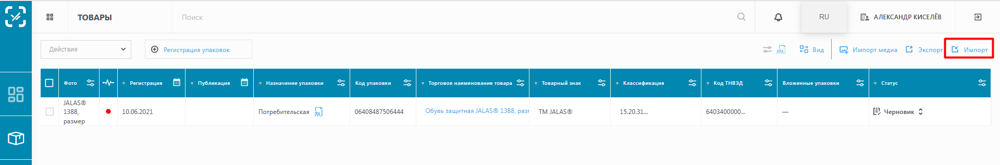 ТОВАРЫ
Поиск
RU
АЛЕКСАНДР КИСЕЛЁВ
Действие
Регистрация упаковок
Вид
Импорт медиа
Экспорт
Импорт
Фото
Регистрация
Публикация
Назначение упаковки
Код упаковки
Торговое наименование товара
Товарный знак
Классификация
Код ТНВЭД
Вложенные упаковки
Статус
JALAS®
1388,
размер
10.06.2021
Потребительская
06408487506444
Обувь защитная JALAS® 1388, раз
ТМ JALAS®
15.20.31...
6403400000...
—
Черновик